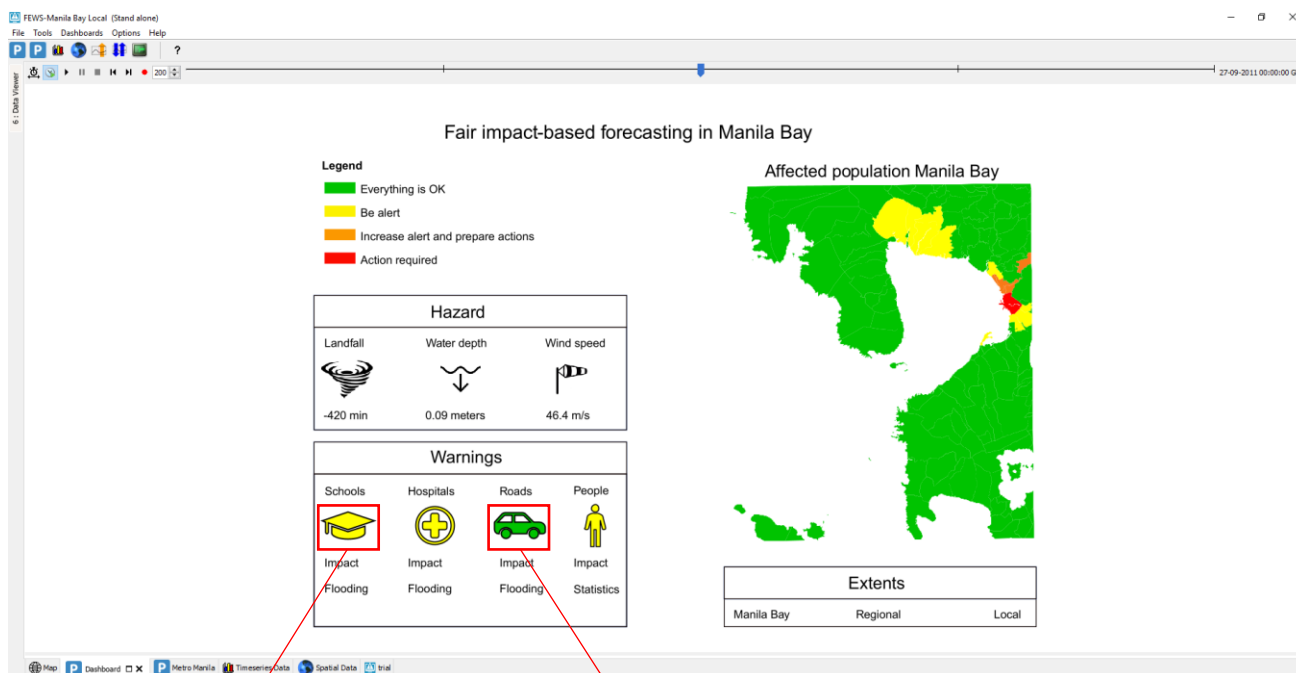 FEWS-Manila Bay Local (Stand alone)
File Tools Dashboards Options Help
P P ?
200
27-09-2011 00:00:00 G
6 : Data Viewer
Fair impact-based forecasting in Manila Bay
Legend
Everything is OK
Be alert
Increase alert and prepare actions
Action required
Affected population Manila Bay
Hazard
Landfall Water depth Wind speed
-420 min 0.09 meters 46.4 m/s
Warnings
Schools Hospitals Roads People
Impact Impact Impact Impact
Flooding Flooding Flooding Statistics
Extents
Manila Bay Regional Local
Map P Dashboard P Metro Manila Timeseries Data Spatial Data trial